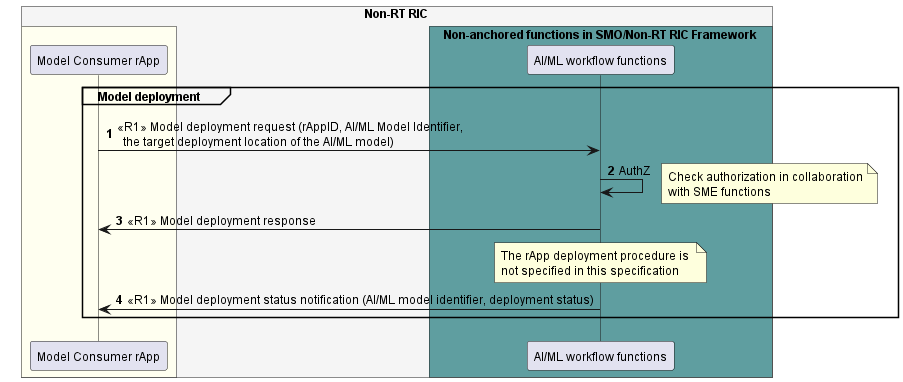 Non-RT RIC
Non-anchored functions in SMO/Non-RT RIC Framework
Model Consumer rApp
AI/ML workflow functions
Model deployment
1 «R1» Model deployment request (rAppID, AI/ML Model Identifier,
the target deployment location of the AI/ML model)
2 AuthZ
Check authorization in collaboration
with SME functions
3 «R1» Model deployment response
The rApp deployment procedure is
not specified in this specification
4 «R1» Model deployment status notification (AI/ML model identifier, deployment status)
Model Consumer rApp
AI/ML workflow functions